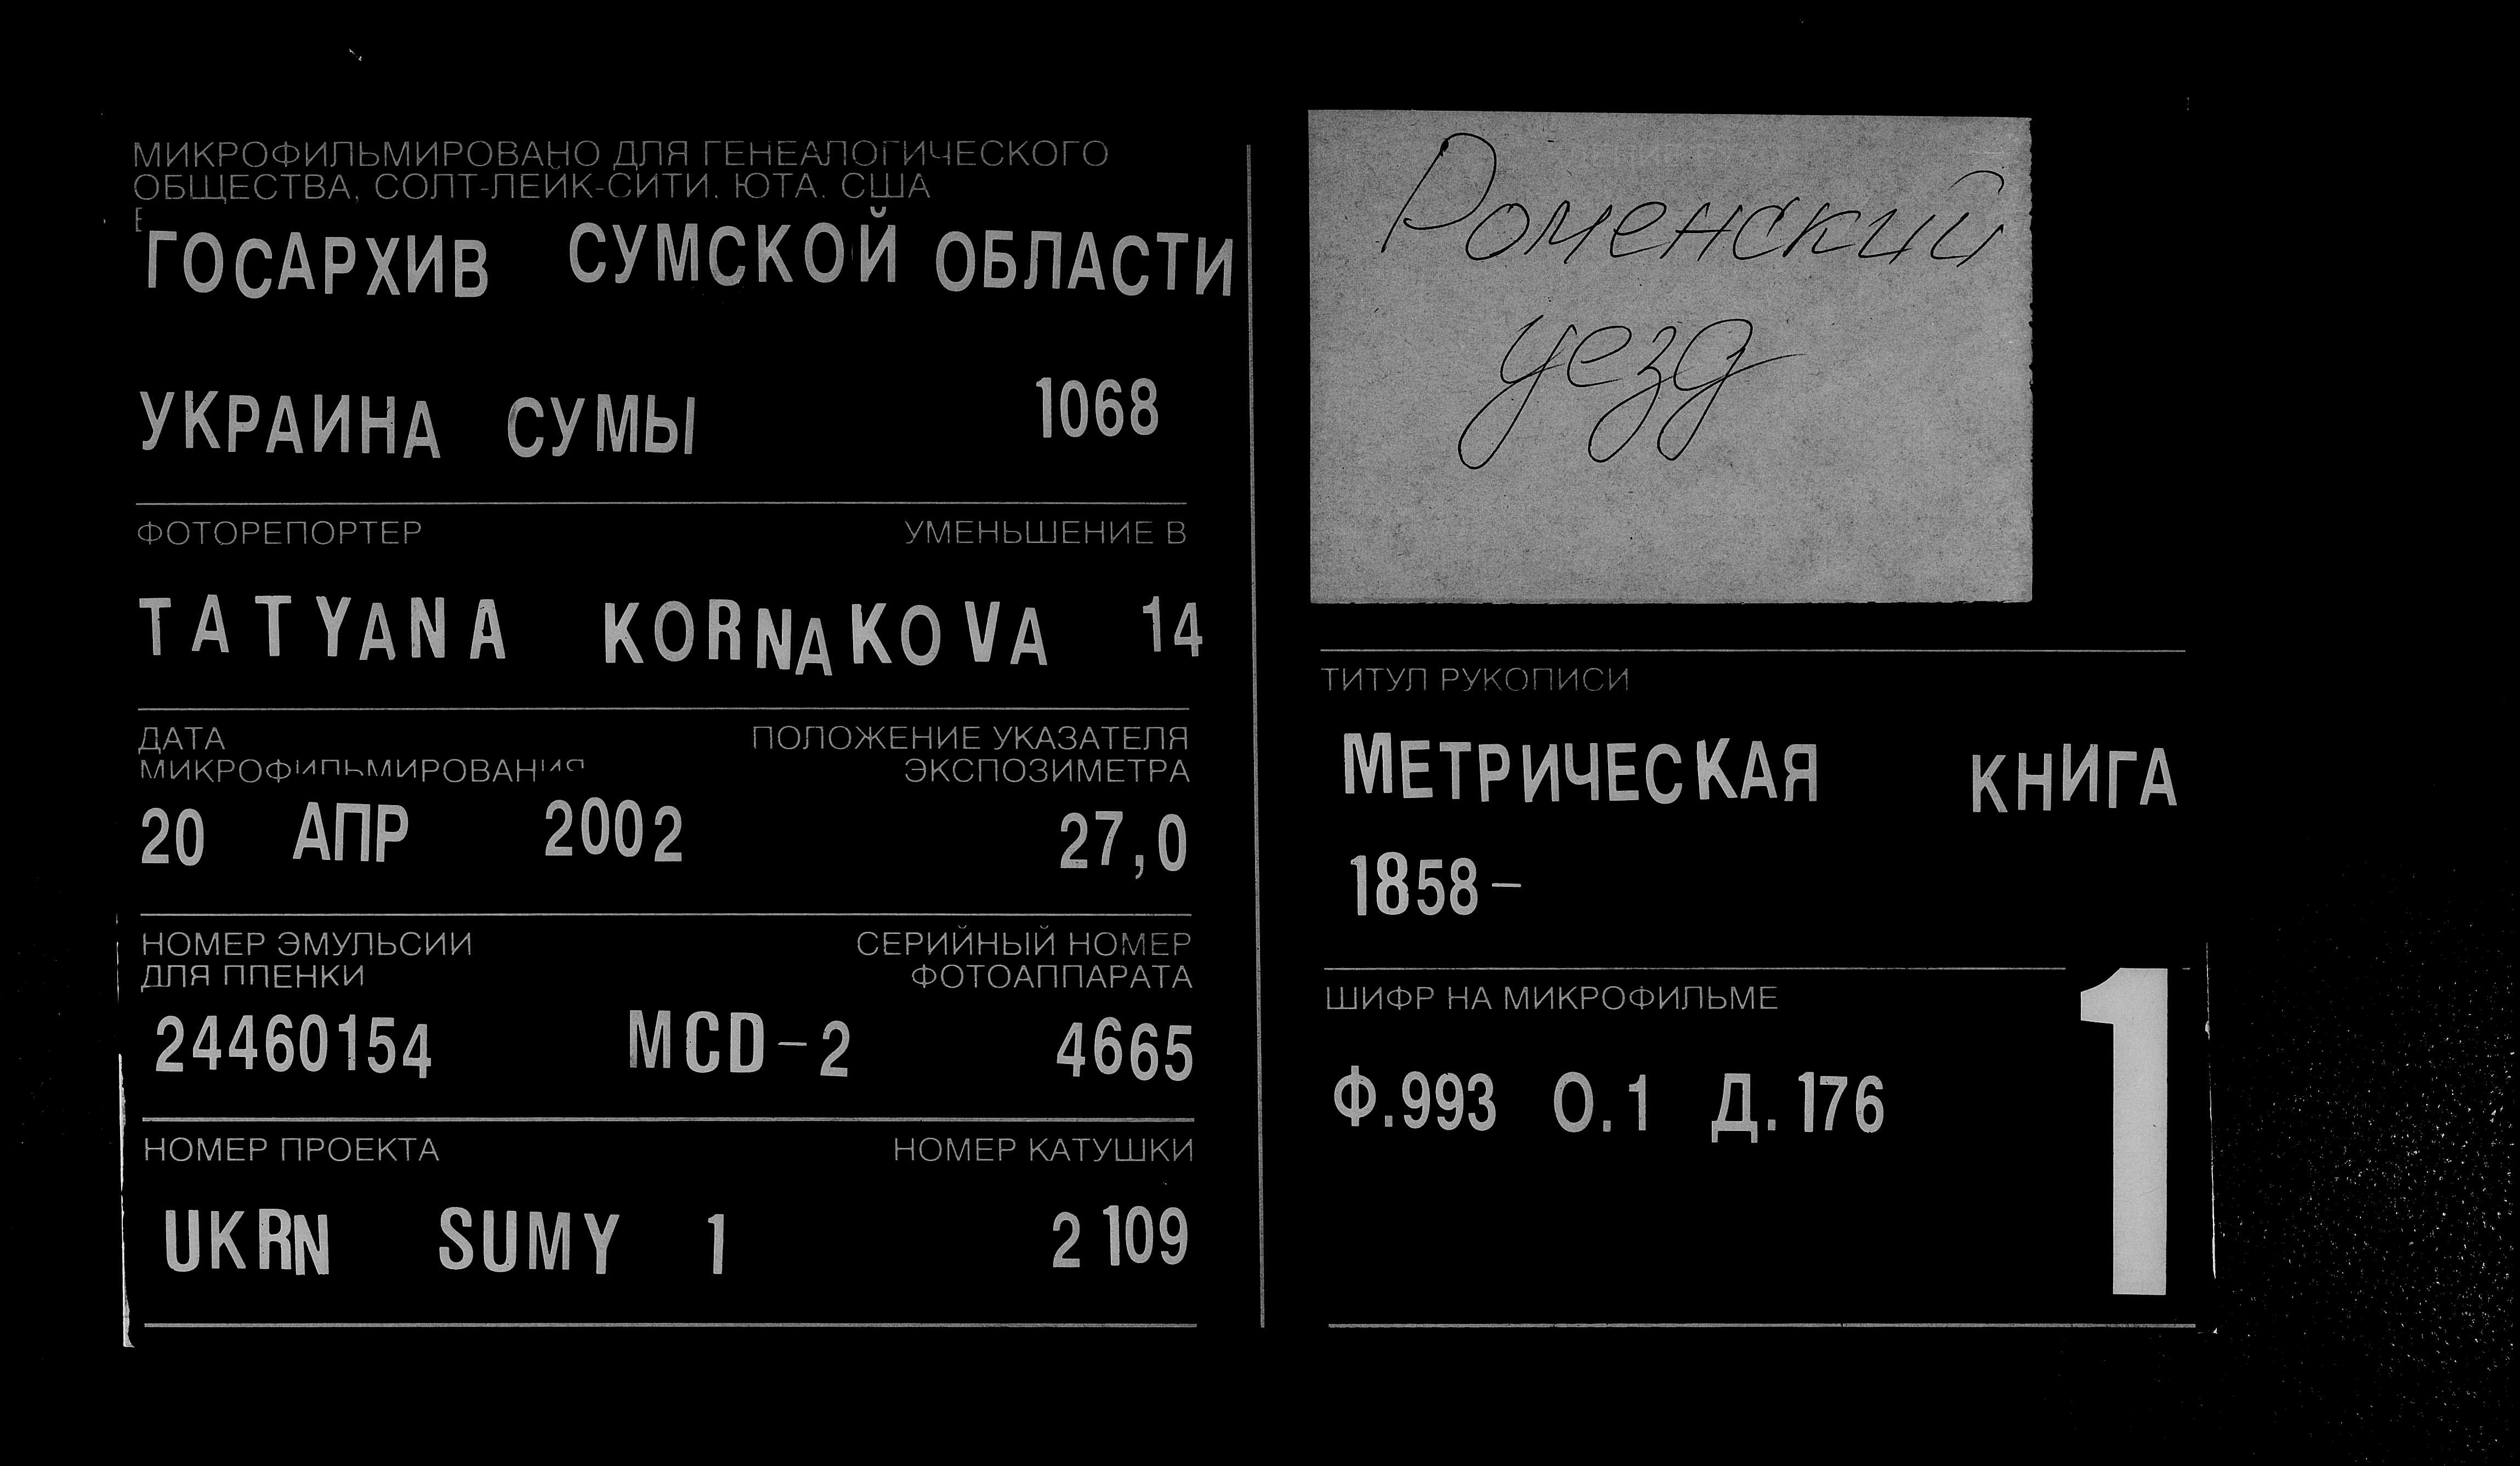 МИКРОФИЛЬМИРОВАНО ДЛЯ ГЕНЕАЛОГИЧЕСКОГО
ОБЩЕСТВА, СОЛТ-ЛЕЙК-СИТИ, ЮТА, США
ГОСАРХИВ СУМСКОЙ ОБЛАСТИ
УКРАИНА СУМЫ 1068
ФОТОРЕПОРТЕР УМЕНЬШЕНИЕ В
TATYANA KORNAKOVA 14
ДАТА ПОЛОЖЕНИЕ УКАЗАТЕЛЯ
МИКРОФИЛЬМИРОВАНИЯ ЭКСПОЗИМЕТРА
20 АПР 2002 27,0
НОМЕР ЭМУЛЬСИИ СЕРИЙНЫЙ НОМЕР
ДЛЯ ПЛЕНКИ ФОТОАППАРАТА
24460154 MCD-2 4665
НОМЕР ПРОЕКТА НОМЕР КАТУШКИ
UKRN SUMY 1 2109
Роменский
уезд
ТИТУЛ РУКОПИСИ
МЕТРИЧЕСКАЯ КНИГА
1858-
ШИФР НА МИКРОФИЛЬМЕ
Ф.993 О.1 Д.176
1